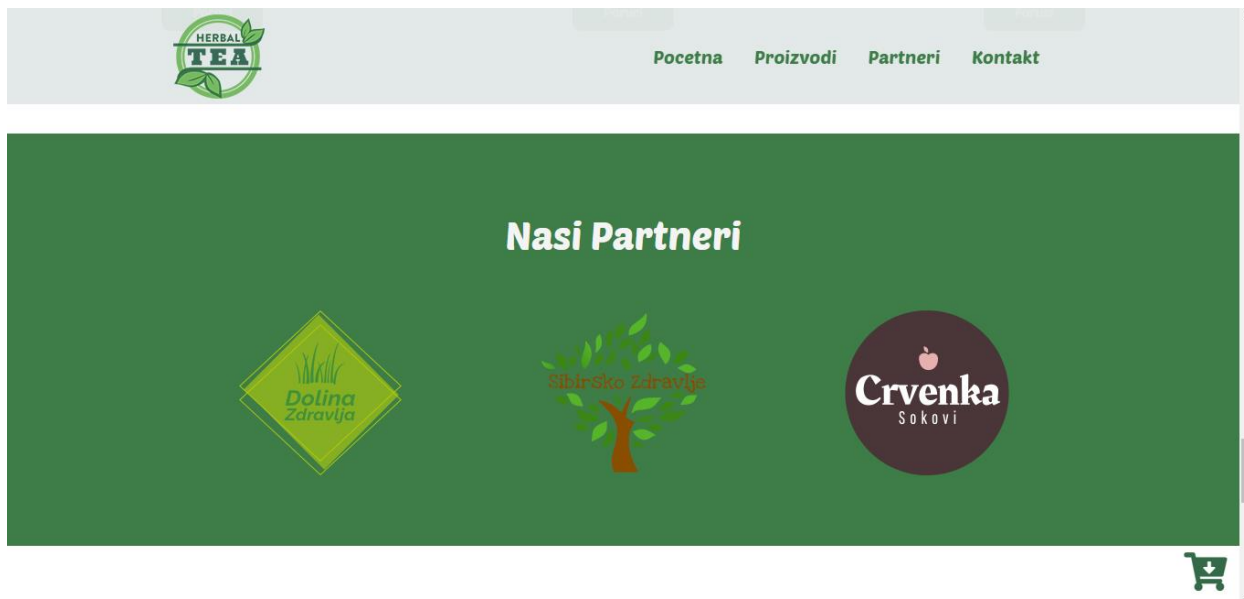 HERBAL
TEA
Pocetna Proizvodi Partneri Kontakt
Nasi Partneri
Dolina
Zdravlja
Sibirsko Zdravlje
Crvenka
Sokovi